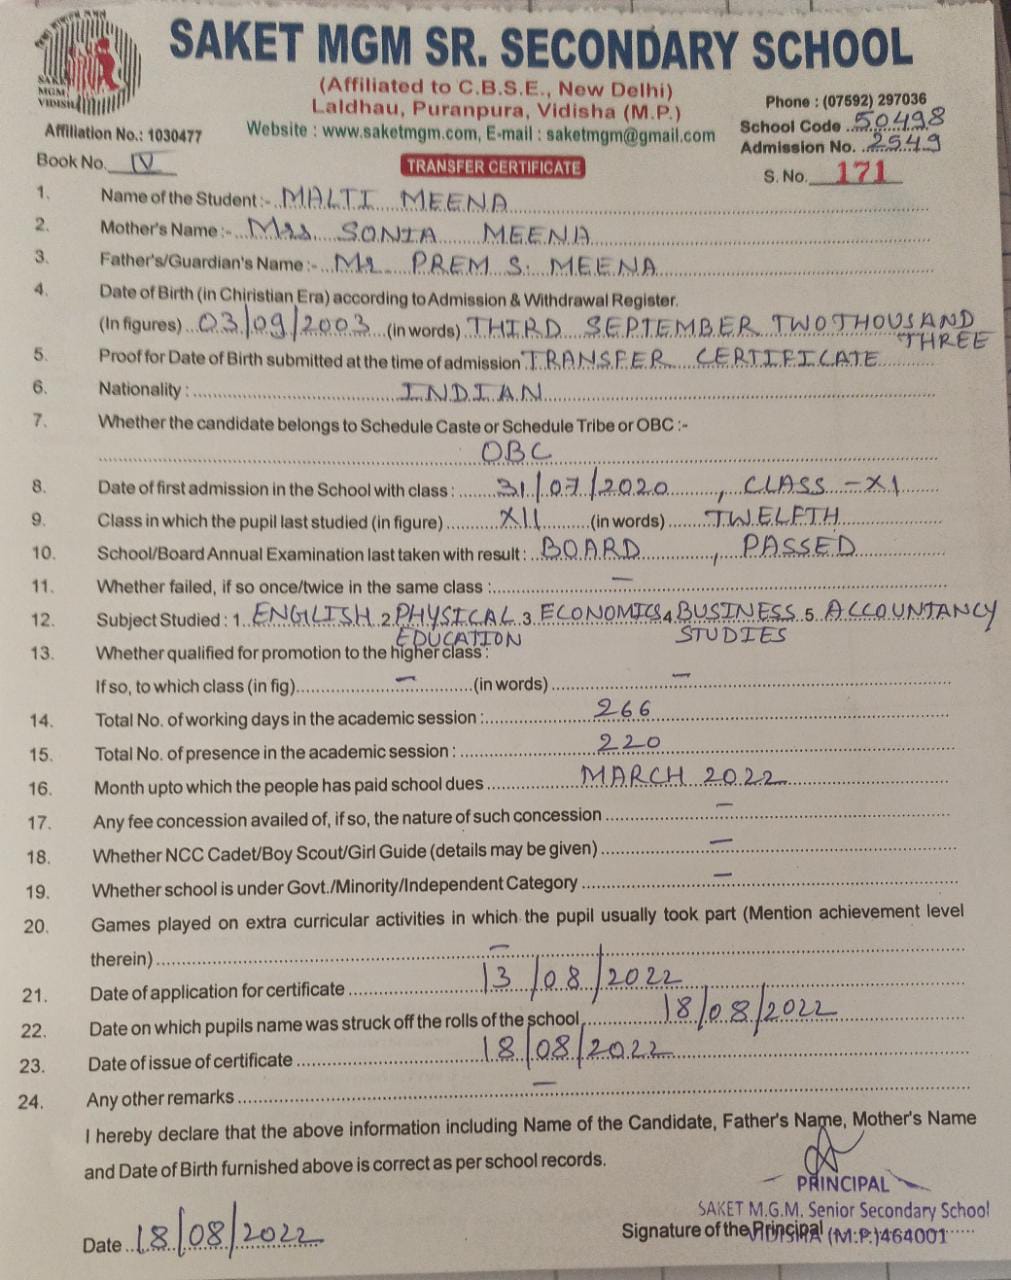 SAKET MGM SR. SECONDARY SCHOOL
(Affiliated to C.B.S.E., New Delhi)
Laldhau, Puranpura, Vidisha (M.P.)
SAKET MGM VIDISHA
Phone : (07592) 297036
Affiliation No.: 1030477
Website : www.saketmgm.com, E-mail : saketmgm@gmail.com
School Code 50498
Admission No. 2549
Book No. IV
TRANSFER CERTIFICATE
S. No. 171
1. Name of the Student :- MALTI MEENA
2. Mother's Name :- Mrs. SONIA MEENA
3. Father's/Guardian's Name :- Mr. PREM S. MEENA
4. Date of Birth (in Chiristian Era) according to Admission & Withdrawal Register.
(In figures) 03/09/2003 (in words) THIRD SEPTEMBER TWO THOUSAND
THREE
5. Proof for Date of Birth submitted at the time of admission TRANSFER CERTIFICATE
6. Nationality : INDIAN
7. Whether the candidate belongs to Schedule Caste or Schedule Tribe or OBC :-
OBC
8. Date of first admission in the School with class : 31/07/2020, CLASS - XI
9. Class in which the pupil last studied (in figure) XII (in words) TWELFTH
10. School/Board Annual Examination last taken with result : BOARD, PASSED
11. Whether failed, if so once/twice in the same class : —
12. Subject Studied : 1. ENGLISH 2. PHYSICAL 3. ECONOMICS 4. BUSINESS 5. ACCOUNTANCY
EDUCATION STUDIES
13. Whether qualified for promotion to the higher class :
If so, to which class (in fig) — (in words) —
14. Total No. of working days in the academic session : 266
15. Total No. of presence in the academic session : 220
16. Month upto which the people has paid school dues MARCH 2022
17. Any fee concession availed of, if so, the nature of such concession —
18. Whether NCC Cadet/Boy Scout/Girl Guide (details may be given) —
19. Whether school is under Govt./Minority/Independent Category —
20. Games played on extra curricular activities in which the pupil usually took part (Mention achievement level
therein) —
21. Date of application for certificate 13/08/2022
22. Date on which pupils name was struck off the rolls of the school 18/08/2022
23. Date of issue of certificate 18/08/2022
24. Any other remarks —
I hereby declare that the above information including Name of the Candidate, Father's Name, Mother's Name
and Date of Birth furnished above is correct as per school records.
PRINCIPAL
SAKET M.G.M. Senior Secondary School
Signature of the Principal VIDISHA (M.P.)464001
Date 18/08/2022